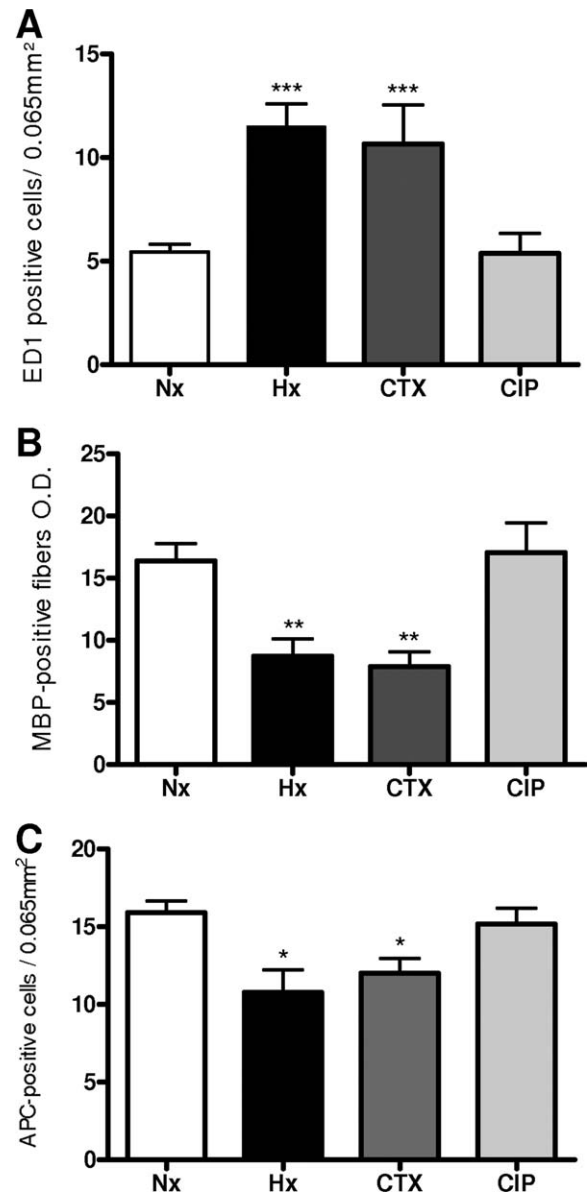 A
ED1 positive cells/ 0.065mm²
15
10
5
0
***
***
Nx Hx CTX CIP
B
MBP-positive fibers O.D.
25
20
15
10
5
0
**
**
Nx Hx CTX CIP
C
APC-positive cells / 0.065mm²
20
15
10
5
0
*
*
Nx Hx CTX CIP